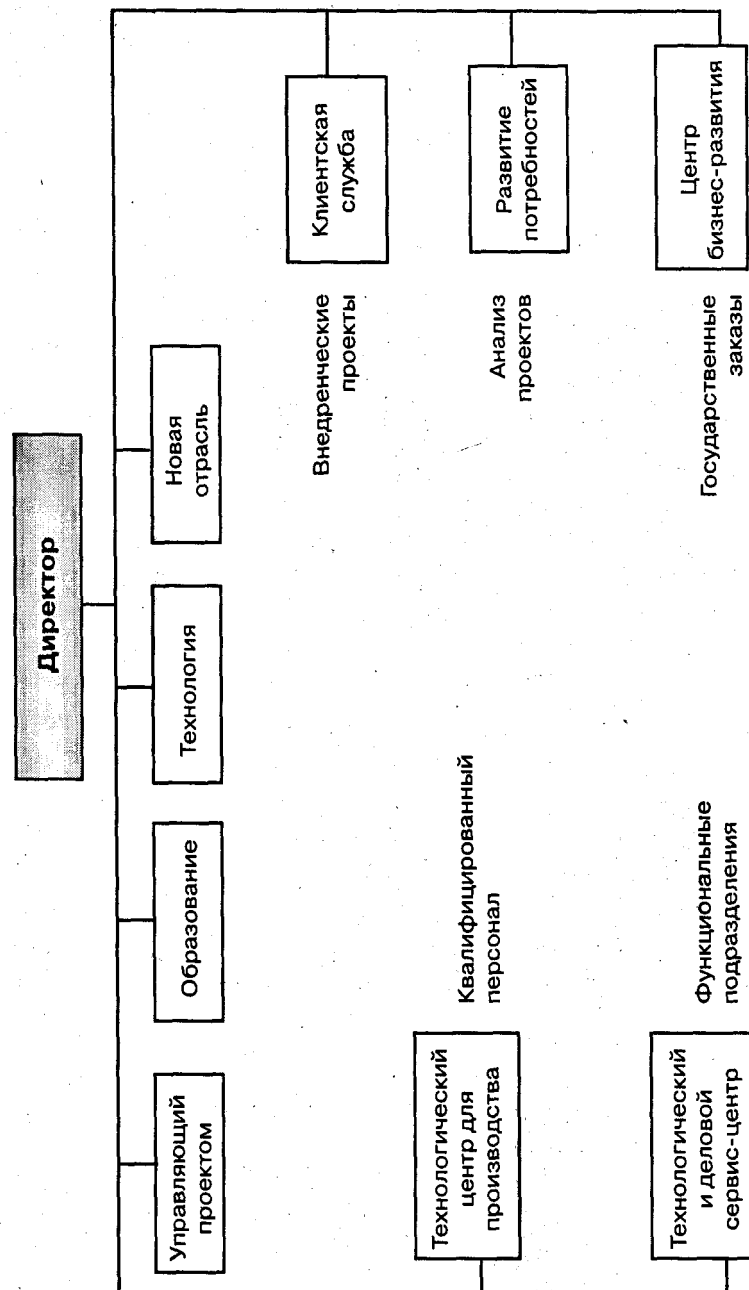 Директор
Управляющий
проектом
Образование
Технология
Новая
отрасль
Клиентская
служба
Внедренческие
проекты
Технологический
центр для
производства
Квалифицированный
персонал
Анализ
проектов
Развитие
потребностей
Технологический
и деловой
сервис-центр
Функциональные
подразделения
Государственные
заказы
Центр
бизнес-развития